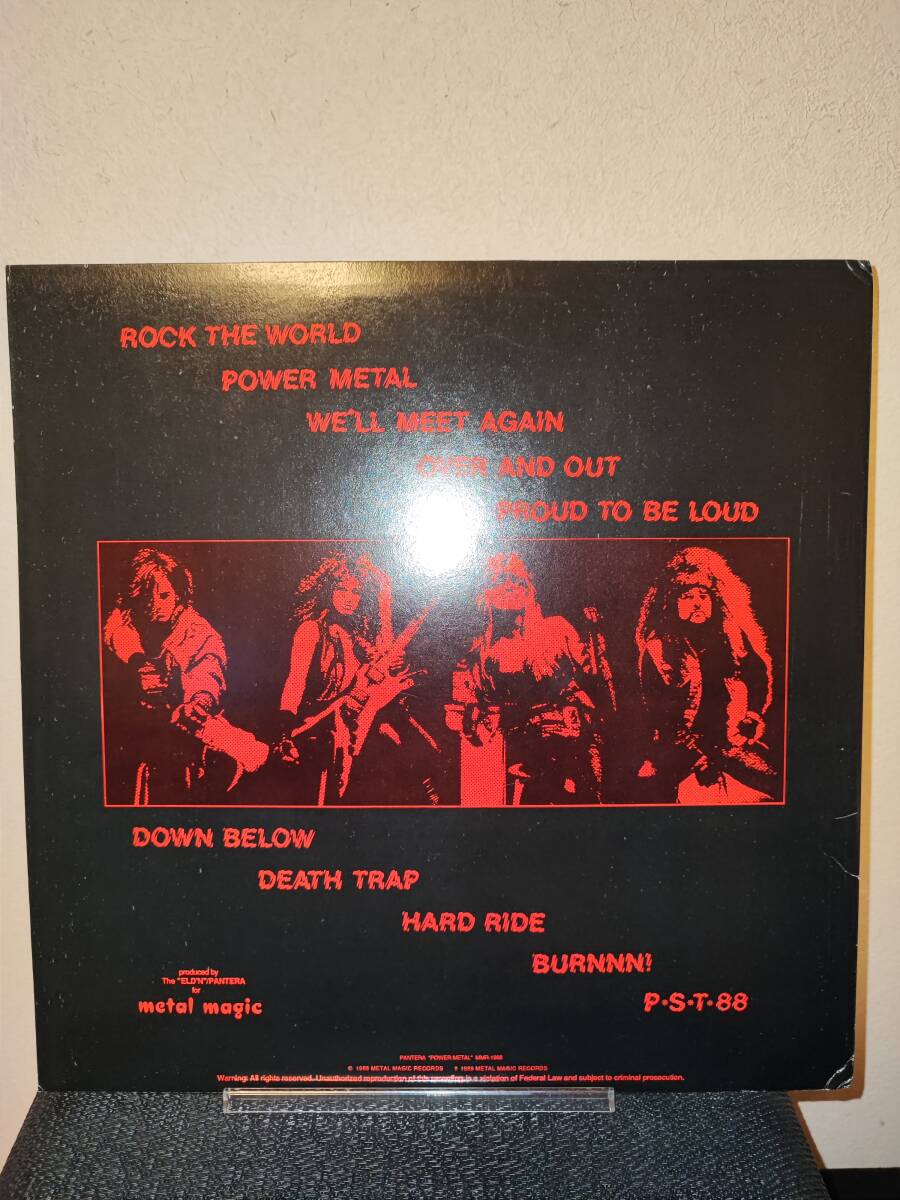 ROCK THE WORLD
POWER METAL
WE'LL MEET AGAIN
OVER AND OUT
PROUD TO BE LOUD
DOWN BELOW
DEATH TRAP
HARD RIDE
BURNNN!
P•S•T•88
produced by
The "ELD'N"/PANTERA
for
metal magic
PANTERA "POWER METAL" MMR-1988
© 1988 METAL MAGIC RECORDS ℗ 1988 METAL MAGIC RECORDS
Warning: All rights reserved. Unauthorized reproduction of this recording is a violation of Federal Law and subject to criminal prosecution.